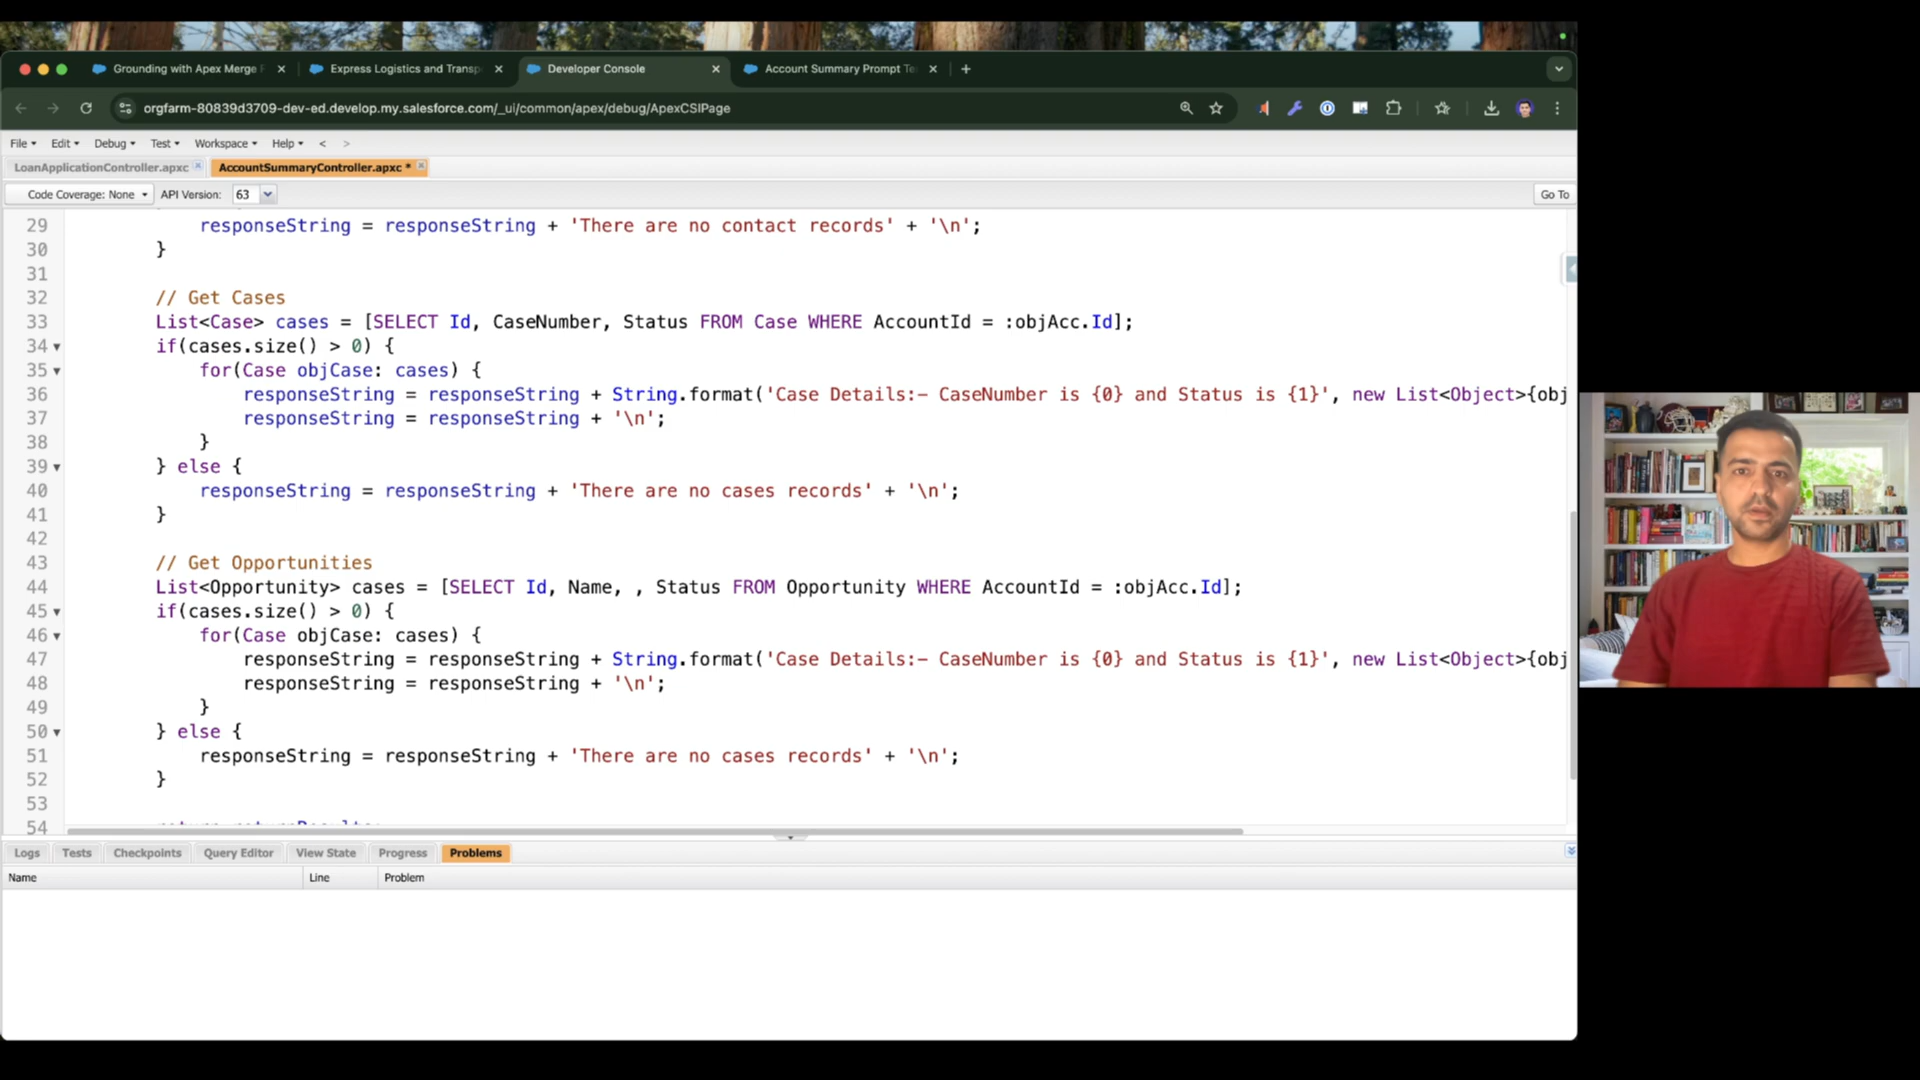 Grounding with Apex Merge F
Express Logistics and Transp
Developer Console
Account Summary Prompt Te
orgfarm-80839d3709-dev-ed.develop.my.salesforce.com/_ui/common/apex/debug/ApexCSIPage
File Edit Debug Test Workspace Help < >
LoanApplicationController.apxc
AccountSummaryController.apxc *
Code Coverage: None API Version: 63 Go To
29 responseString = responseString + 'There are no contact records' + '\n';
30 }
31
32 // Get Cases
33 List<Case> cases = [SELECT Id, CaseNumber, Status FROM Case WHERE AccountId = :objAcc.Id];
34 if(cases.size() > 0) {
35 for(Case objCase: cases) {
36 responseString = responseString + String.format('Case Details:- CaseNumber is {0} and Status is {1}', new List<Object>{obj
37 responseString = responseString + '\n';
38 }
39 } else {
40 responseString = responseString + 'There are no cases records' + '\n';
41 }
42
43 // Get Opportunities
44 List<Opportunity> cases = [SELECT Id, Name, , Status FROM Opportunity WHERE AccountId = :objAcc.Id];
45 if(cases.size() > 0) {
46 for(Case objCase: cases) {
47 responseString = responseString + String.format('Case Details:- CaseNumber is {0} and Status is {1}', new List<Object>{obj
48 responseString = responseString + '\n';
49 }
50 } else {
51 responseString = responseString + 'There are no cases records' + '\n';
52 }
53
54
Logs Tests Checkpoints Query Editor View State Progress Problems
Name Line Problem